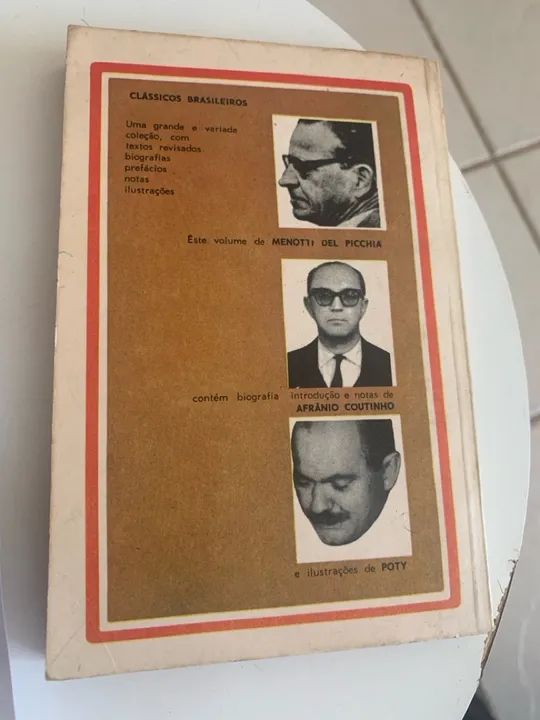 CLÁSSICOS BRASILEIROS
Uma grande e variada
coleção, com
textos revisados
biografias
prefácios
notas
ilustrações
Êste volume de MENOTTI DEL PICCHIA
contém biografia introdução e notas de
AFRÂNIO COUTINHO
e ilustrações de POTY